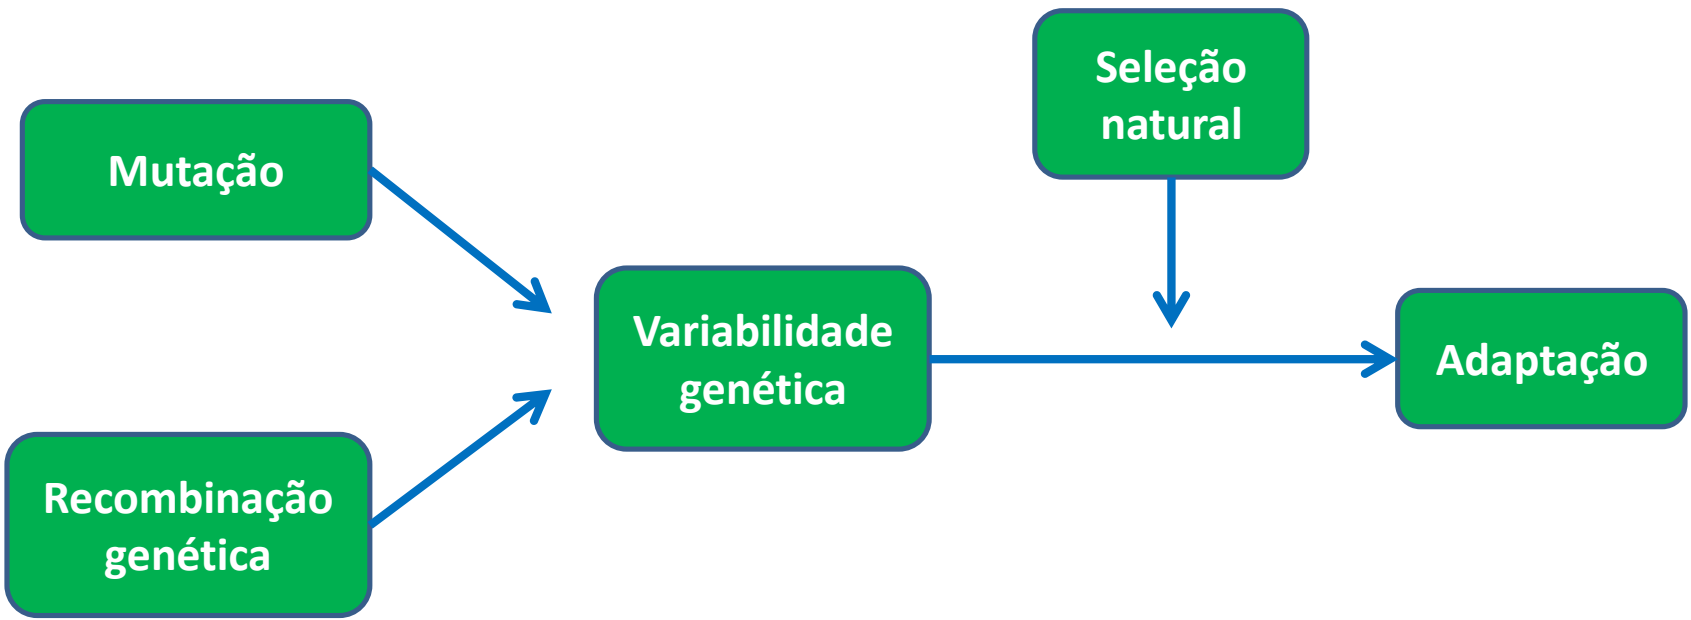 Seleção
natural
Mutação
Variabilidade
genética
Adaptação
Recombinação
genética